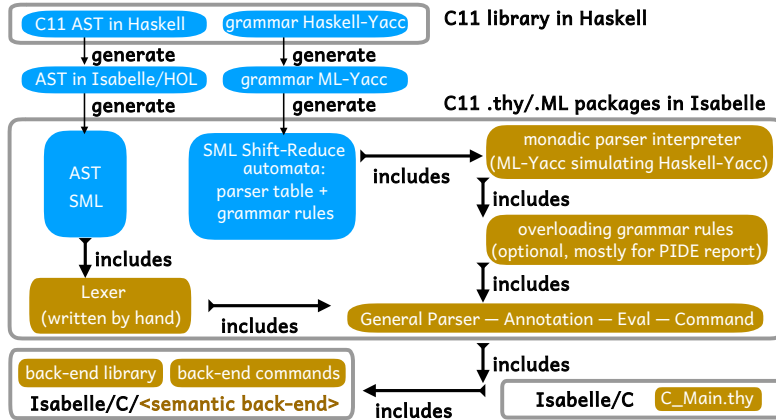 C11 AST in Haskell
grammar Haskell-Yacc
C11 library in Haskell
generate
generate
AST in Isabelle/HOL
grammar ML-Yacc
generate
generate
C11 .thy/.ML packages in Isabelle
AST
SML
SML Shift-Reduce
automata:
parser table +
grammar rules
includes
monadic parser interpreter
(ML-Yacc simulating Haskell-Yacc)
includes
overloading grammar rules
(optional, mostly for PIDE report)
includes
includes
Lexer
(written by hand)
includes
General Parser — Annotation — Eval — Command
includes
back-end library
back-end commands
Isabelle/C/<semantic back-end>
includes
Isabelle/C
C_Main.thy